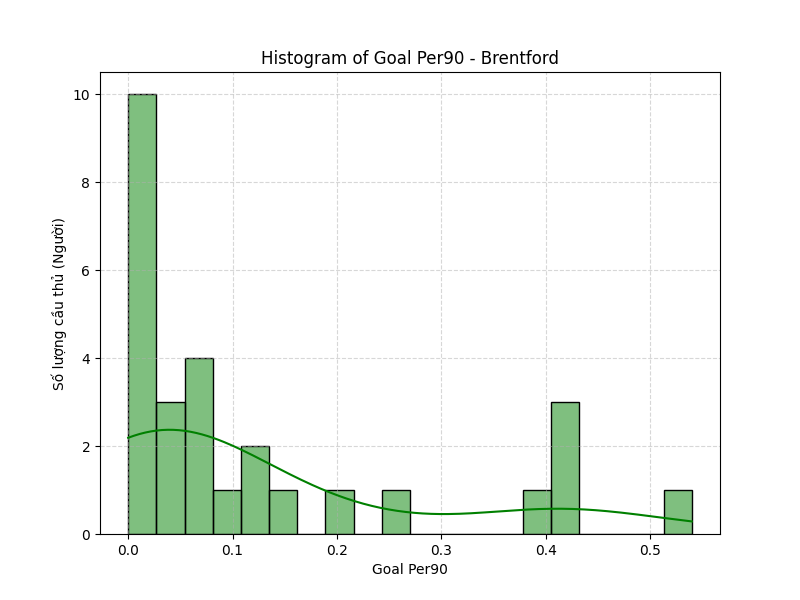 Histogram of Goal Per90 - Brentford
Số lượng cầu thủ (Người)
10
8
6
4
2
0
0.0 0.1 0.2 0.3 0.4 0.5
Goal Per90